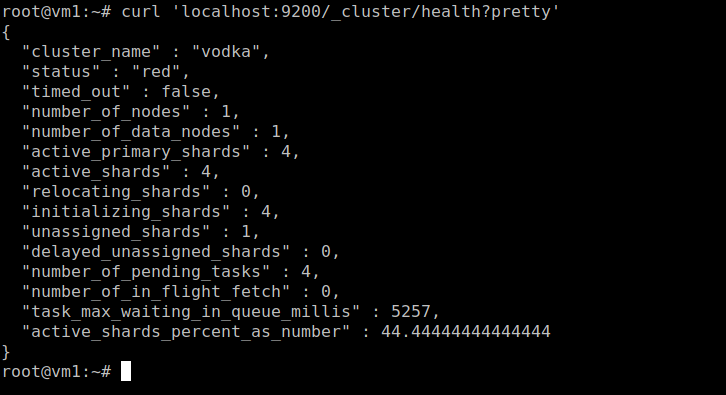 root@vm1:~# curl 'localhost:9200/_cluster/health?pretty'
{
  "cluster_name" : "vodka",
  "status" : "red",
  "timed_out" : false,
  "number_of_nodes" : 1,
  "number_of_data_nodes" : 1,
  "active_primary_shards" : 4,
  "active_shards" : 4,
  "relocating_shards" : 0,
  "initializing_shards" : 4,
  "unassigned_shards" : 1,
  "delayed_unassigned_shards" : 0,
  "number_of_pending_tasks" : 4,
  "number_of_in_flight_fetch" : 0,
  "task_max_waiting_in_queue_millis" : 5257,
  "active_shards_percent_as_number" : 44.44444444444444
}
root@vm1:~#